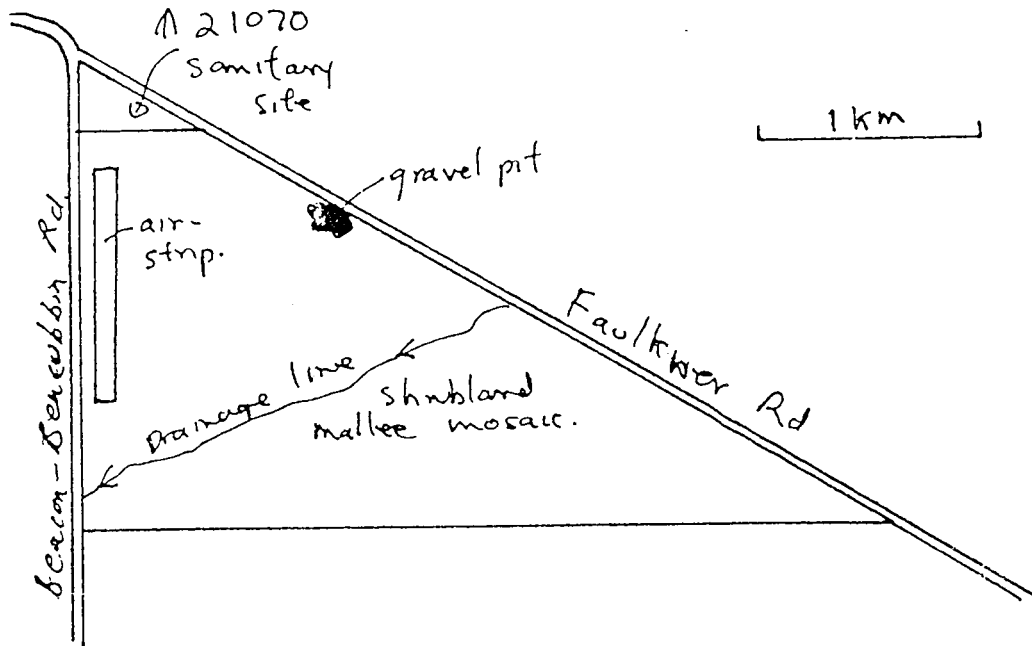 ↑ 21070
sanitary
site
1 km
gravel pit
air-
strip.
Beacon-Bencubbin Rd.
Faulkner Rd
Drainage line
shrubland
mallee mosaic.